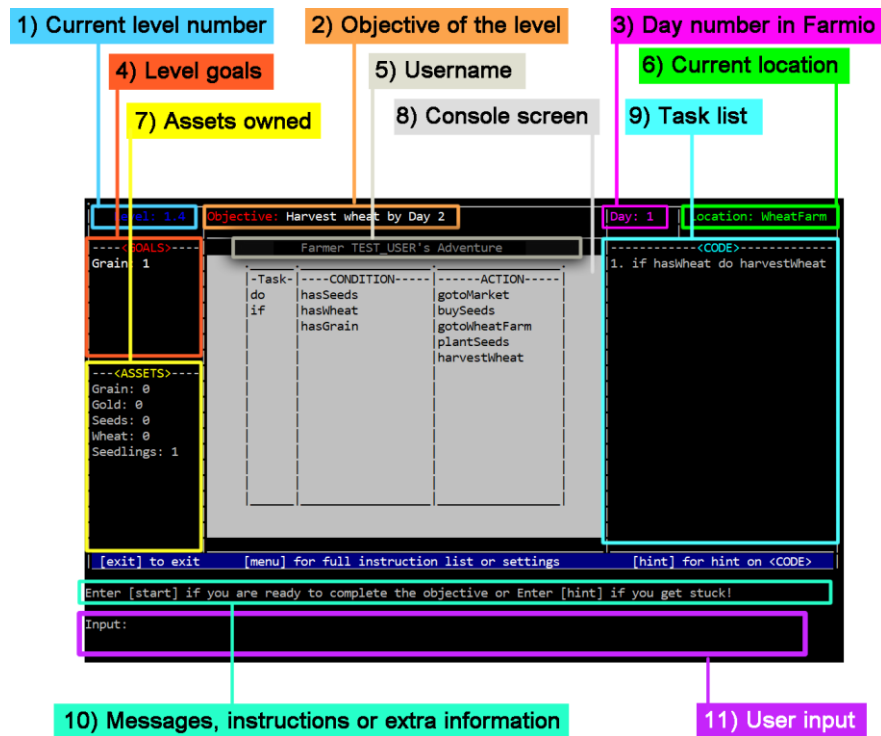 1) Current level number
2) Objective of the level
3) Day number in Farmio
4) Level goals
5) Username
6) Current location
7) Assets owned
8) Console screen
9) Task list
Level: 1.4
Objective: Harvest wheat by Day 2
Day: 1
Location: WheatFarm
----<GOALS>----
Grain: 1
Farmer TEST_USER's Adventure
-Task-|----CONDITION-----|------ACTION-----
do hasSeeds gotoMarket
if hasWheat buySeeds
hasGrain gotoWheatFarm
plantSeeds
harvestWheat
------------<CODE>------------
1. if hasWheat do harvestWheat
---<ASSETS>----
Grain: 0
Gold: 0
Seeds: 0
Wheat: 0
Seedlings: 1
[exit] to exit [menu] for full instruction list or settings [hint] for hint on <CODE>
Enter [start] if you are ready to complete the objective or Enter [hint] if you get stuck!
Input:
10) Messages, instructions or extra information
11) User input